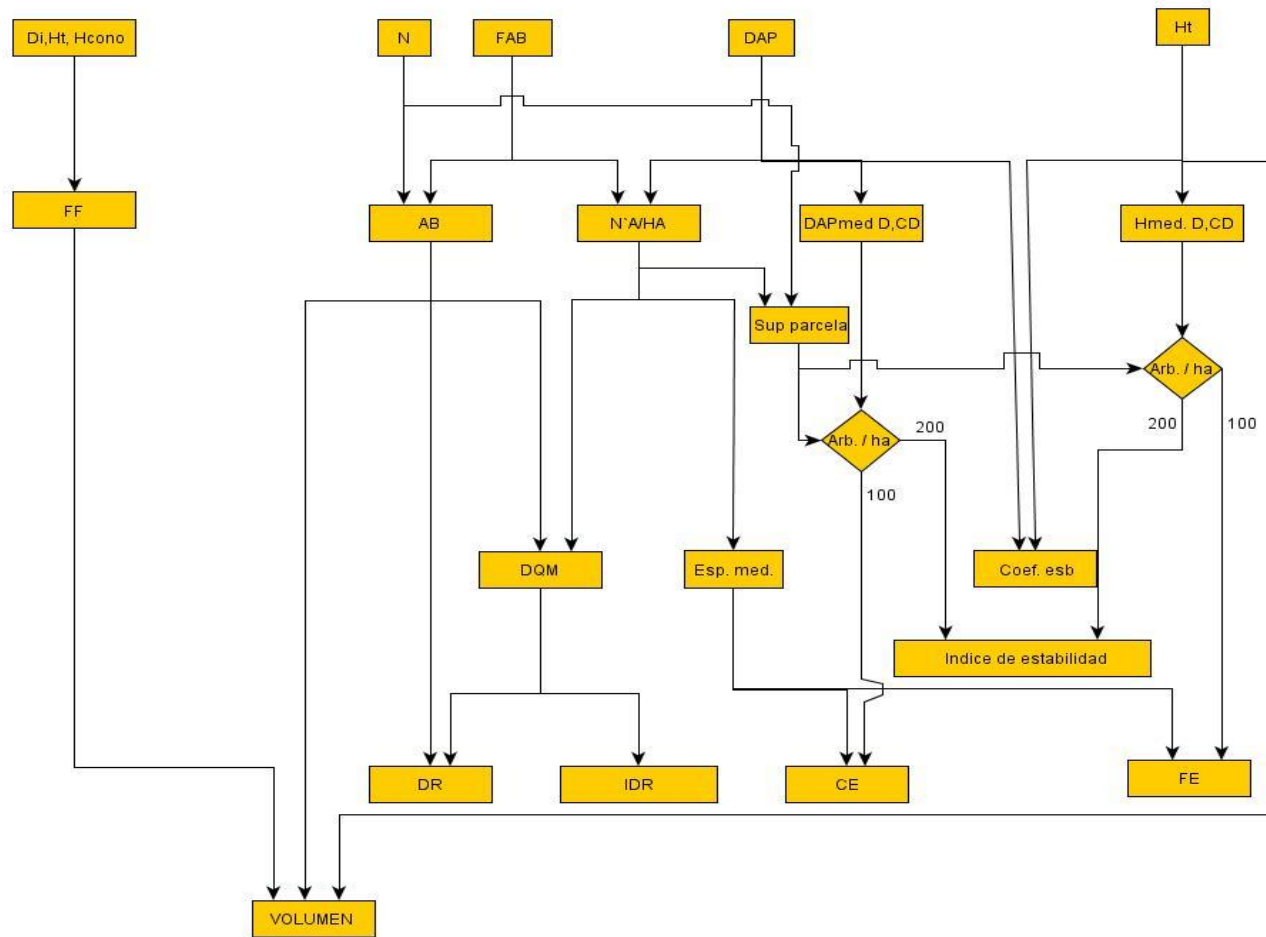 Di,Ht, Hcono
N
FAB
DAP
Ht
FF
AB
N`A/HA
DAPmed D,CD
Hmed. D,CD
Sup parcela
Arb. / ha
200
100
Arb. / ha
200
100
DQM
Esp. med.
Coef. esb
Indice de estabilidad
DR
IDR
CE
FE
VOLUMEN